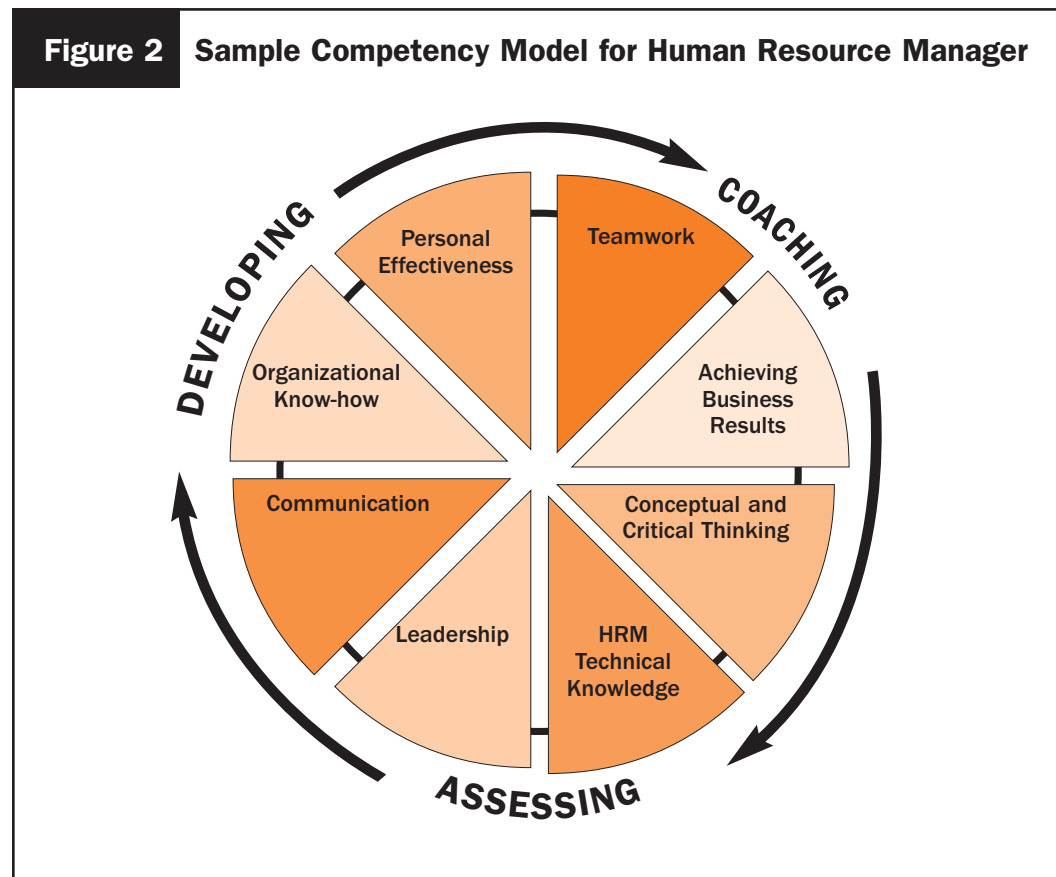 Figure 2 Sample Competency Model for Human Resource Manager
DEVELOPING
COACHING
ASSESSING
Personal
Effectiveness
Teamwork
Organizational
Know-how
Achieving
Business
Results
Communication
Conceptual and
Critical Thinking
Leadership
HRM
Technical
Knowledge